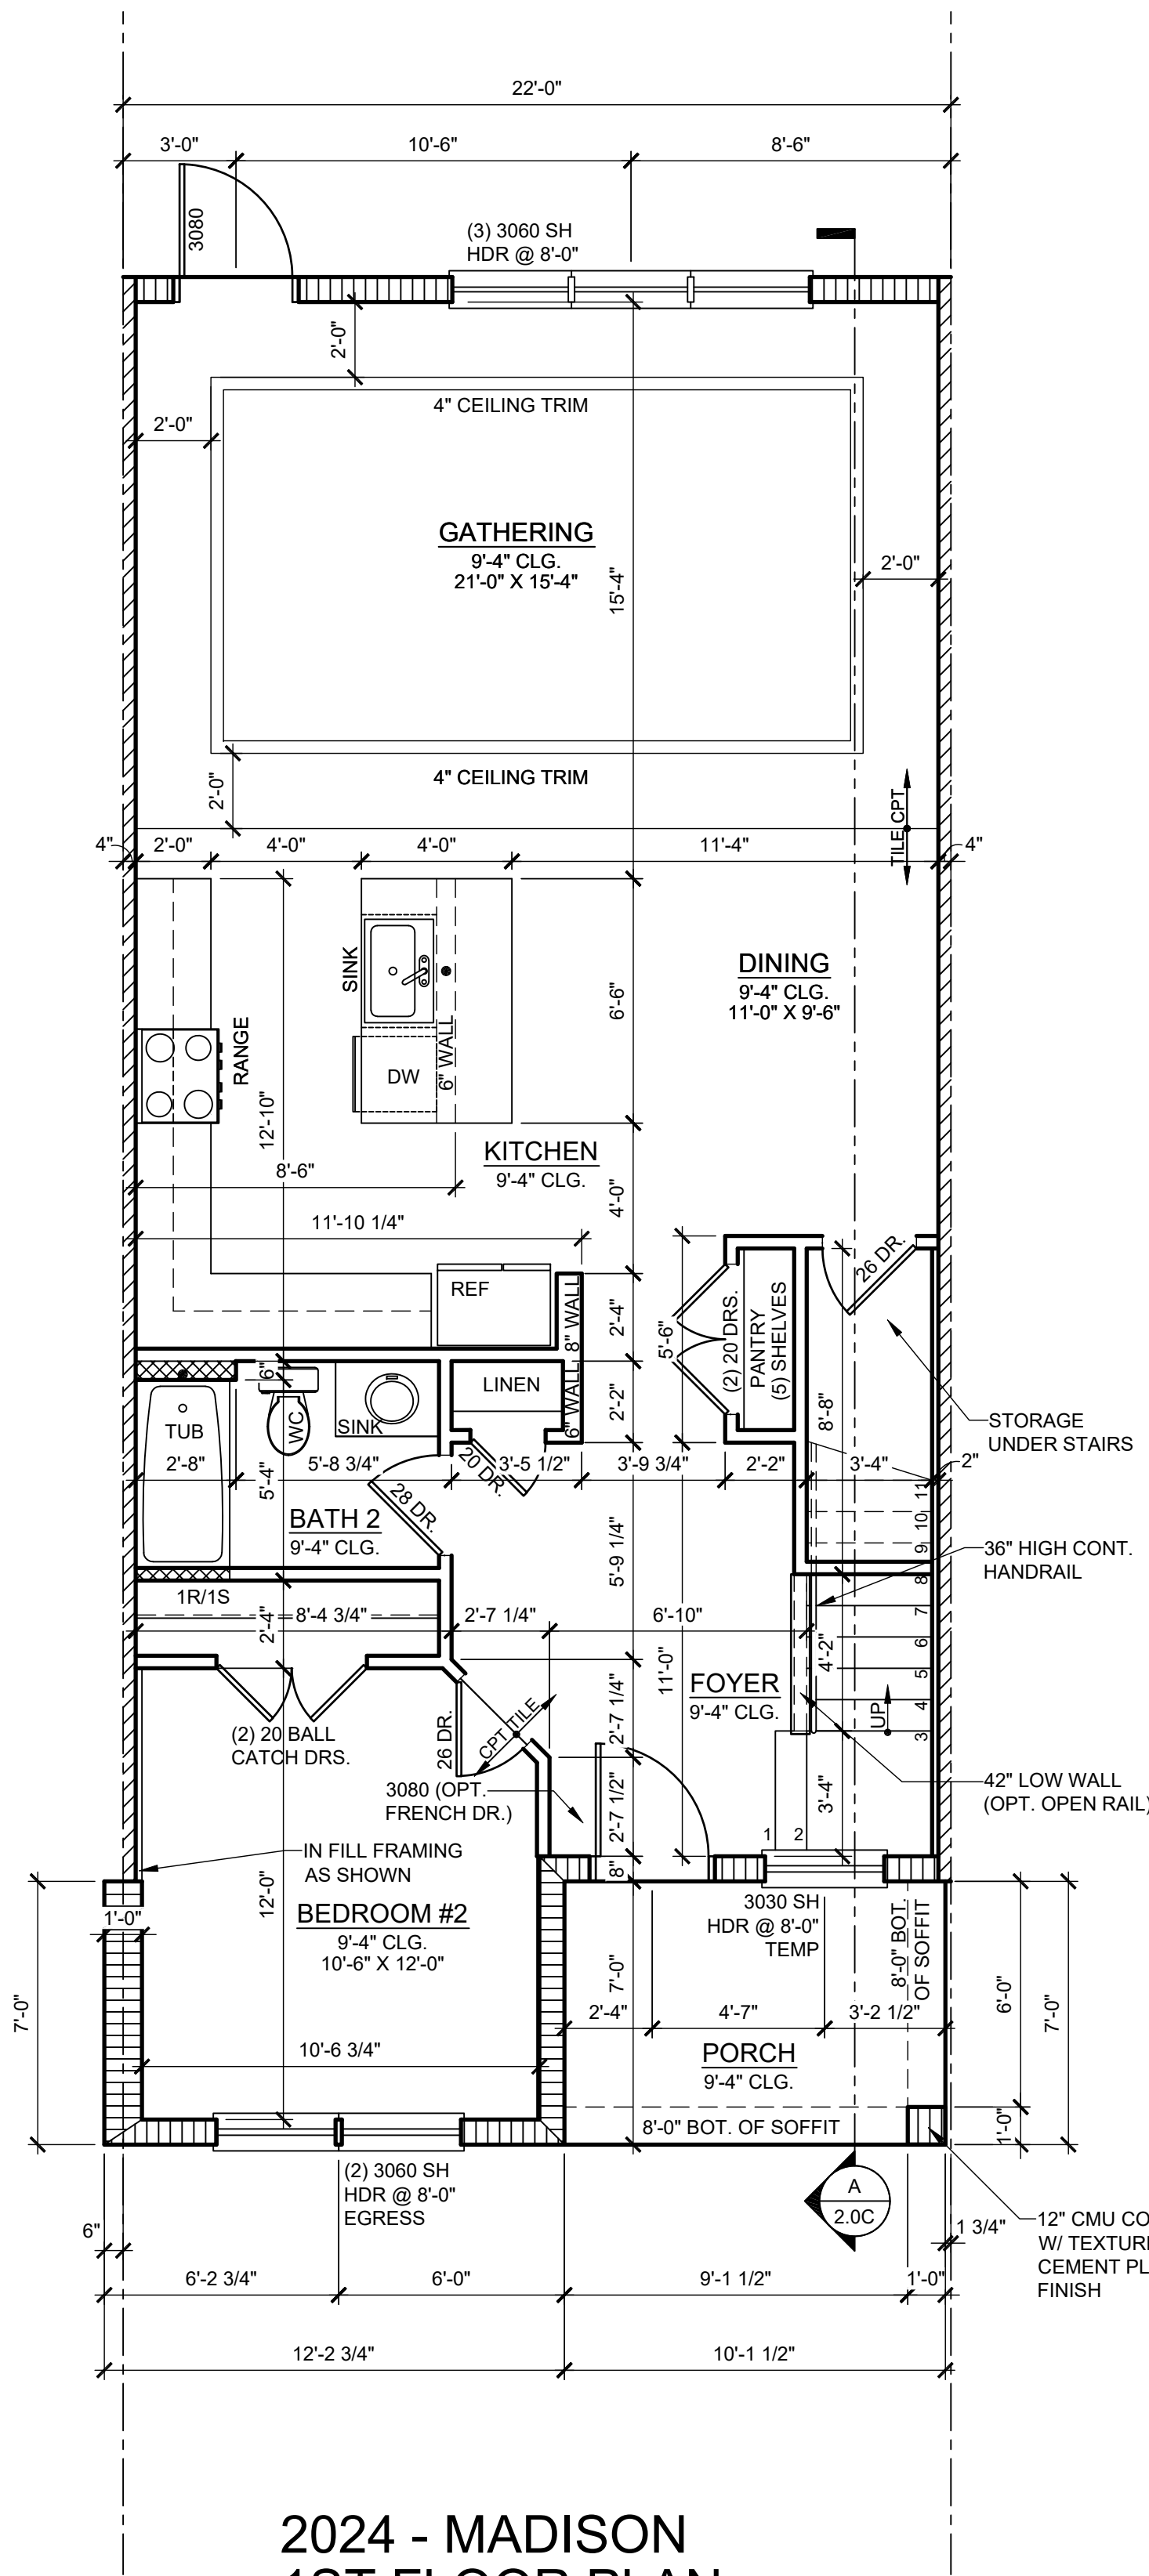 22'-0"
3'-0"
10'-6"
8'-6"
3080
(3) 3060 SH
HDR @ 8'-0"
2'-0"
4" CEILING TRIM
2'-0"
GATHERING
9'-4" CLG.
21'-0" X 15'-4"
15'-4"
2'-0"
4" CEILING TRIM
2'-0"
TILE CPT
4"
2'-0"
4'-0"
4'-0"
11'-4"
4"
SINK
DINING
9'-4" CLG.
11'-0" X 9'-6"
6'-6"
RANGE
DW
6" WALL
12'-10"
KITCHEN
9'-4" CLG.
8'-6"
4'-0"
11'-10 1/4"
26 DR.
REF
8" WALL
2'-4"
5'-6"
(2) 20 DRS.
PANTRY
(5) SHELVES
6"
LINEN
6" WALL
2'-2"
8'-8"
TUB
WC
SINK
STORAGE
UNDER STAIRS
2'-8"
5'-4"
5'-8 3/4"
20 DR.
3'-5 1/2"
3'-9 3/4"
2'-2"
3'-4"
2"
11
10
9
8
7
6
5
4
3
28 DR.
BATH 2
9'-4" CLG.
5'-9 1/4"
36" HIGH CONT.
HANDRAIL
1R/1S
2'-4"
8'-4 3/4"
2'-7 1/4"
6'-10"
4'-2"
11'-0"
FOYER
9'-4" CLG.
UP
2'-7 1/4"
CPT TILE
26 DR.
(2) 20 BALL
CATCH DRS.
3080 (OPT.
FRENCH DR.)
42" LOW WALL
(OPT. OPEN RAIL)
3'-4"
2'-7 1/2"
1 2
IN FILL FRAMING
AS SHOWN
8"
1'-0"
12'-0"
BEDROOM #2
9'-4" CLG.
10'-6" X 12'-0"
3030 SH
HDR @ 8'-0"
TEMP
8'-0" BOT.
OF SOFFIT
7'-0"
7'-0"
6'-0"
7'-0"
2'-4"
4'-7"
3'-2 1/2"
10'-6 3/4"
PORCH
9'-4" CLG.
8'-0" BOT. OF SOFFIT
1'-0"
(2) 3060 SH
HDR @ 8'-0"
EGRESS
A
2.0C
6"
1 3/4"
12" CMU CO
W/ TEXTUR
CEMENT PL
FINISH
6'-2 3/4"
6'-0"
9'-1 1/2"
1'-0"
12'-2 3/4"
10'-1 1/2"
2024 - MADISON
1ST FLOOR PLAN